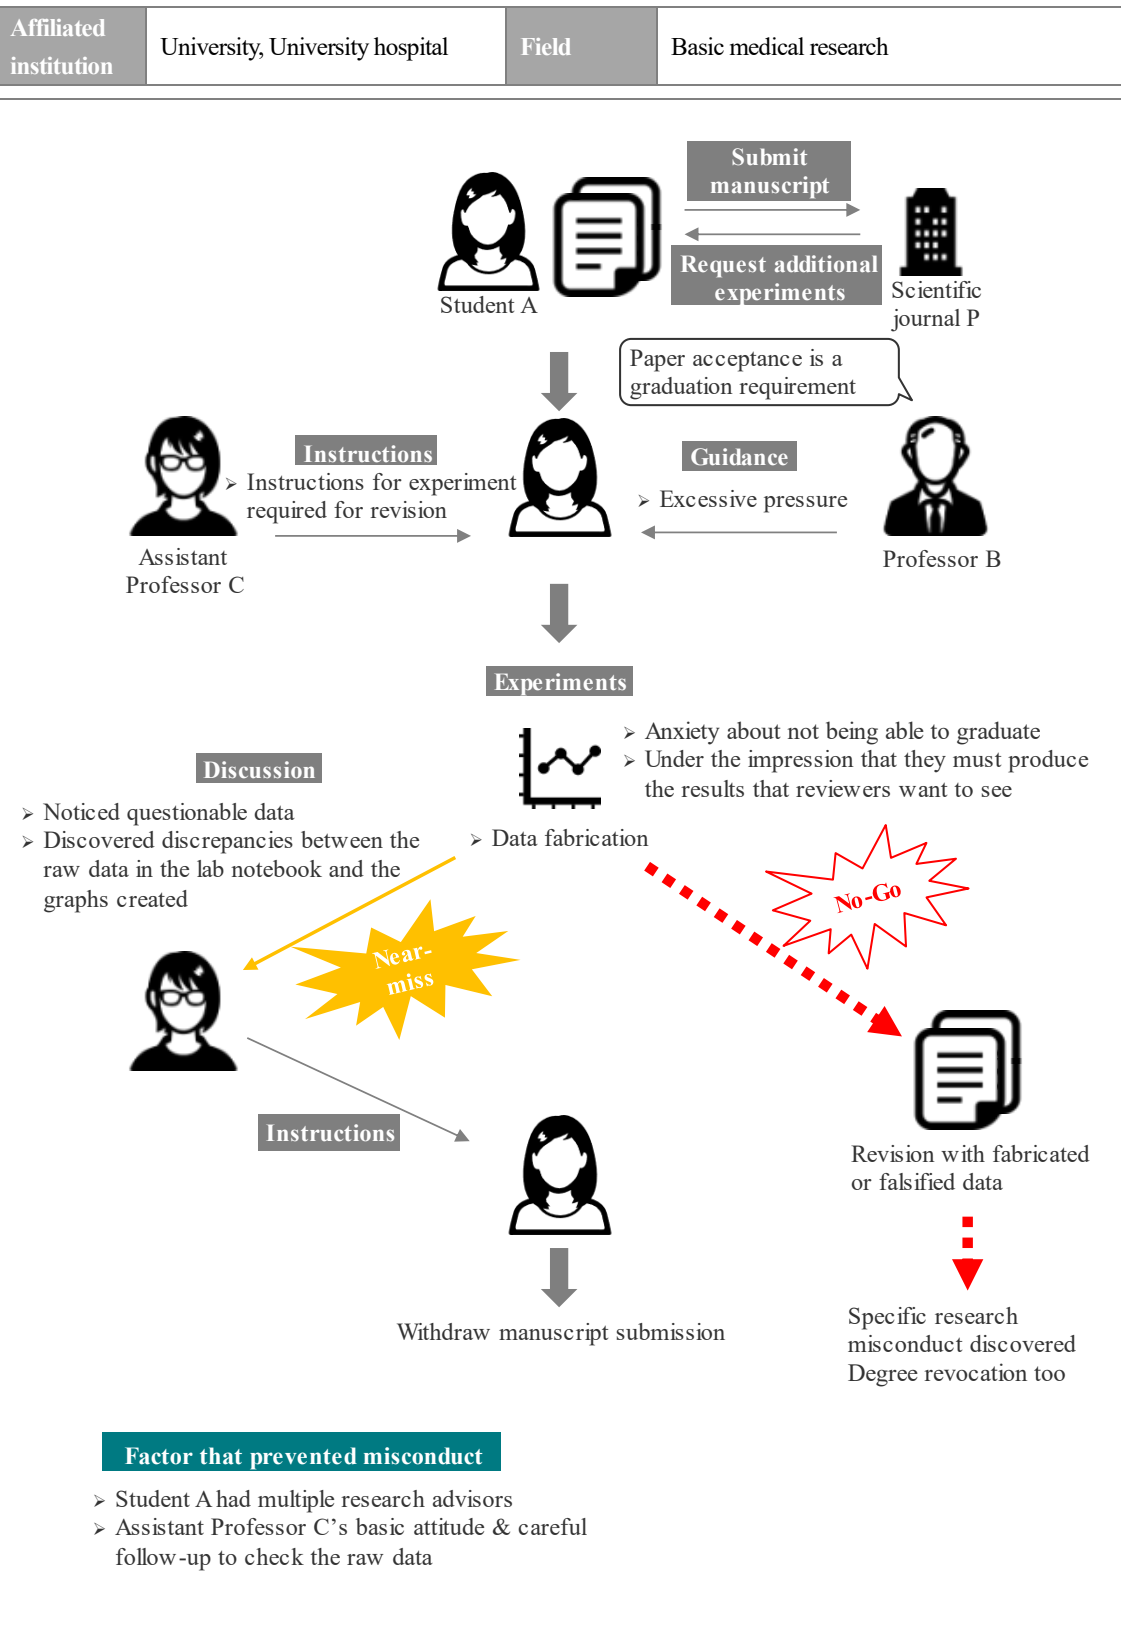 Affiliated
institution
University, University hospital
Field
Basic medical research
Submit
manuscript
Request additional
experiments
Student A
Scientific
journal P
Paper acceptance is a
graduation requirement
Instructions
➢ Instructions for experiment
required for revision
Guidance
➢ Excessive pressure
Assistant
Professor C
Professor B
Experiments
➢ Anxiety about not being able to graduate
➢ Under the impression that they must produce
the results that reviewers want to see
Discussion
➢ Noticed questionable data
➢ Discovered discrepancies between the
raw data in the lab notebook and the
graphs created
➢ Data fabrication
No-Go
Near-
miss
Instructions
Revision with fabricated
or falsified data
Withdraw manuscript submission
Specific research
misconduct discovered
Degree revocation too
Factor that prevented misconduct
➢ Student A had multiple research advisors
➢ Assistant Professor C’s basic attitude & careful
follow-up to check the raw data